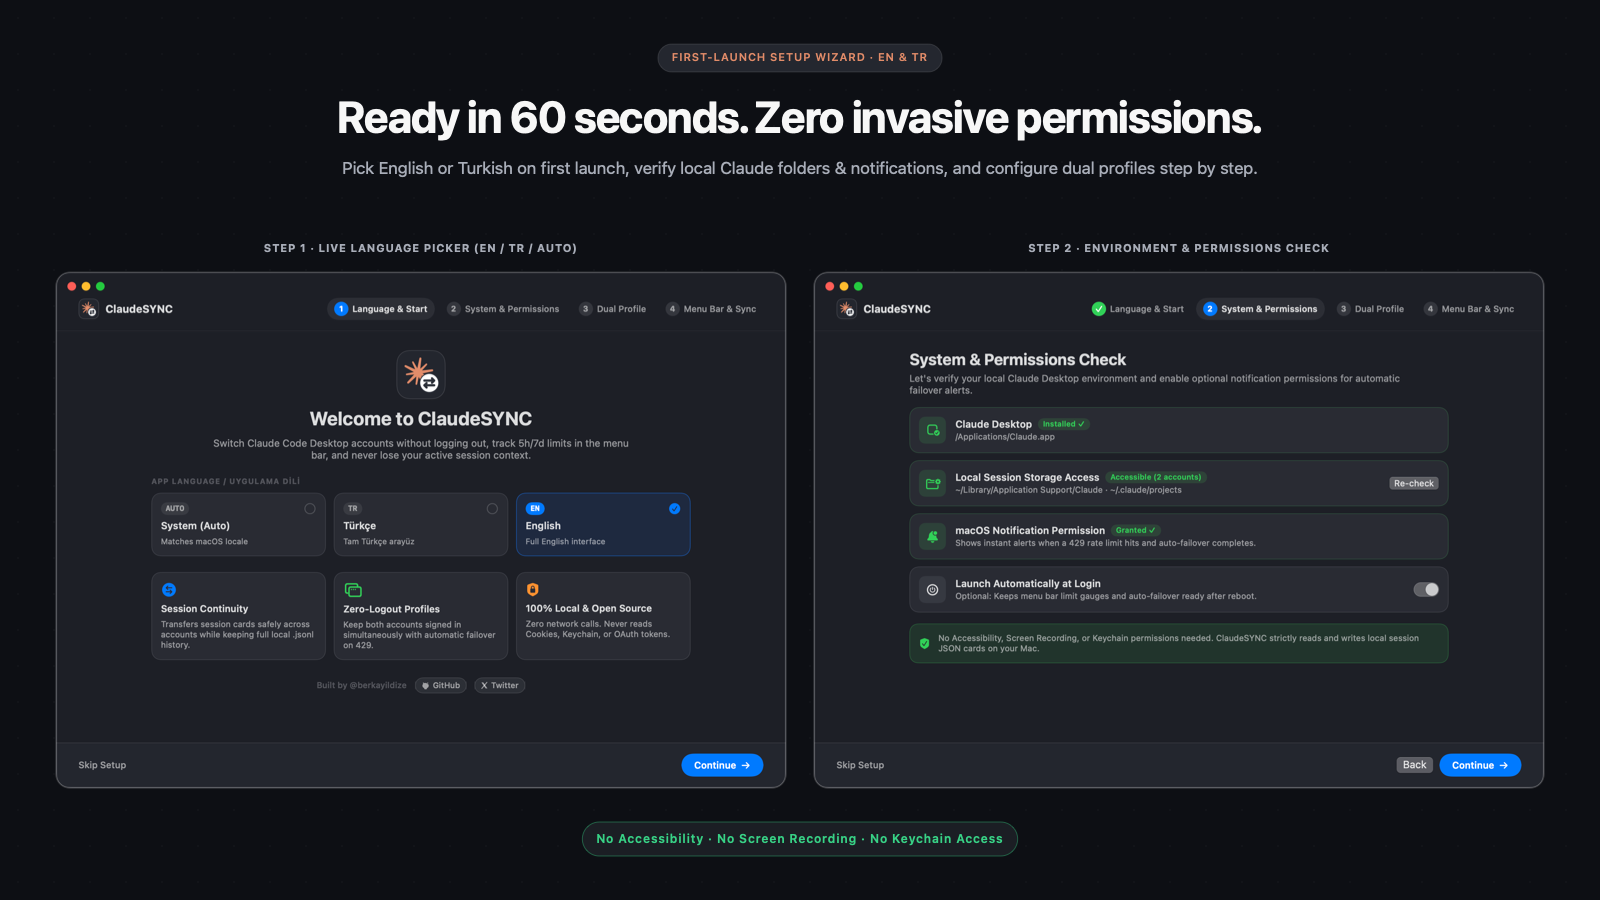 FIRST-LAUNCH SETUP WIZARD · EN & TR
Ready in 60 seconds. Zero invasive permissions.
Pick English or Turkish on first launch, verify local Claude folders & notifications, and configure dual profiles step by step.
STEP 1 · LIVE LANGUAGE PICKER (EN / TR / AUTO)
ClaudeSYNC
1 Language & Start
2 System & Permissions
3 Dual Profile
4 Menu Bar & Sync
Welcome to ClaudeSYNC
Switch Claude Code Desktop accounts without logging out, track 5h/7d limits in the menu
bar, and never lose your active session context.
APP LANGUAGE / UYGULAMA DİLİ
AUTO
System (Auto)
Matches macOS locale
TR
Türkçe
Tam Türkçe arayüz
EN
English
Full English interface
Session Continuity
Transfers session cards safely across
accounts while keeping full local .jsonl
history.
Zero-Logout Profiles
Keep both accounts signed in
simultaneously with automatic failover
on 429.
100% Local & Open Source
Zero network calls. Never reads
Cookies, Keychain, or OAuth tokens.
Built by @berkayildize
GitHub
X Twitter
Skip Setup
Continue →
STEP 2 · ENVIRONMENT & PERMISSIONS CHECK
ClaudeSYNC
✓ Language & Start
2 System & Permissions
3 Dual Profile
4 Menu Bar & Sync
System & Permissions Check
Let's verify your local Claude Desktop environment and enable optional notification permissions for automatic
failover alerts.
Claude Desktop Installed ✓
/Applications/Claude.app
Local Session Storage Access Accessible (2 accounts)
~/Library/Application Support/Claude · ~/.claude/projects
Re-check
macOS Notification Permission Granted ✓
Shows instant alerts when a 429 rate limit hits and auto-failover completes.
Launch Automatically at Login
Optional: Keeps menu bar limit gauges and auto-failover ready after reboot.
No Accessibility, Screen Recording, or Keychain permissions needed. ClaudeSYNC strictly reads and writes local session
JSON cards on your Mac.
Skip Setup
Back
Continue →
No Accessibility · No Screen Recording · No Keychain Access